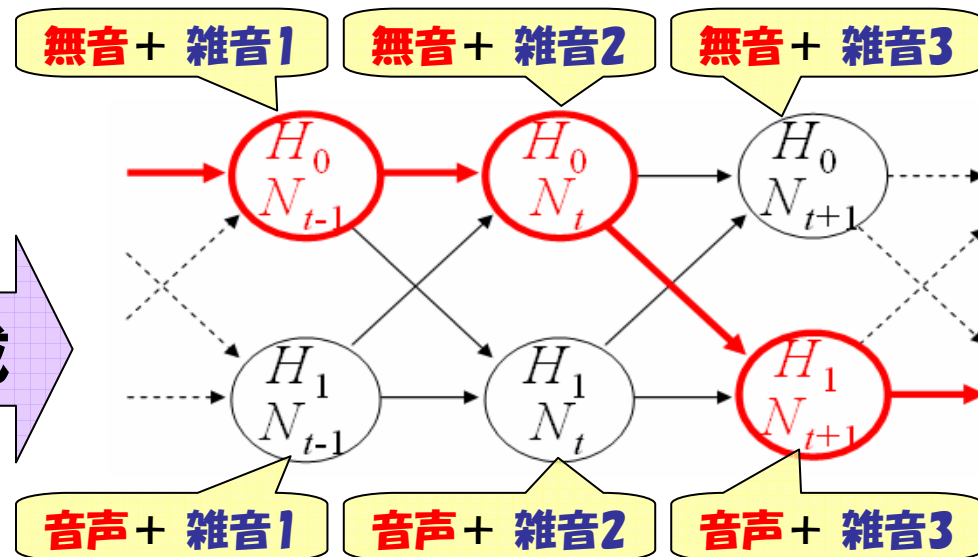 無音+ 雑音1
無音+ 雑音2
無音+ 雑音3
H0
Nt-1
H0
Nt
H0
Nt+1
H1
Nt-1
H1
Nt
H1
Nt+1
音声+ 雑音1
音声+ 雑音2
音声+ 雑音3